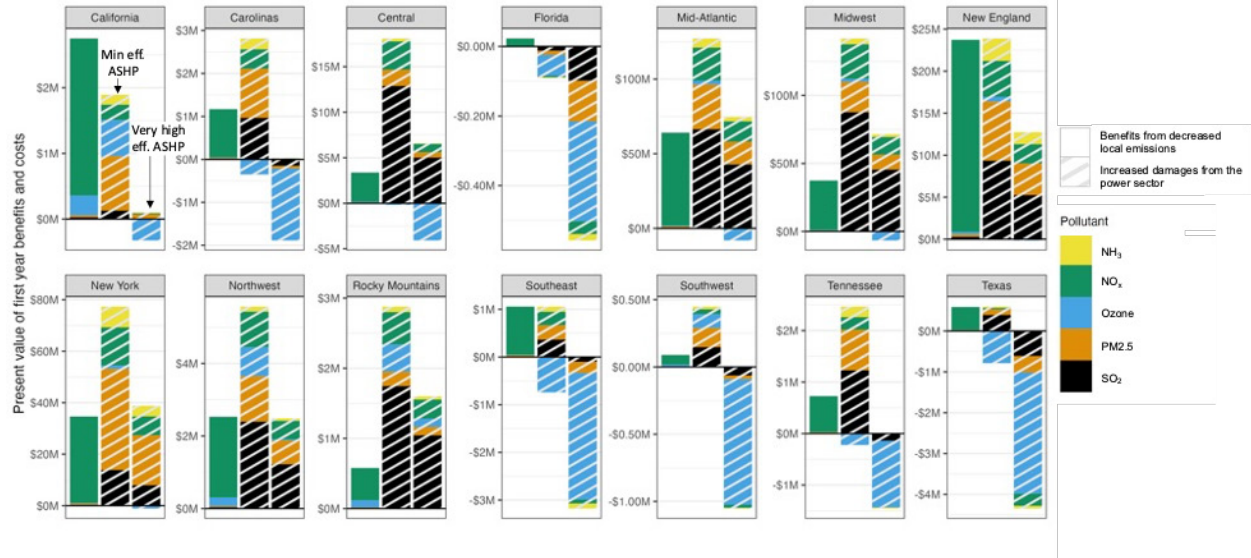 Present value of first year benefits and costs
California
Min eff.
ASHP
Very high
eff. ASHP
$2M
$1M
$0M
Carolinas
$3M
$2M
$1M
$0M
-$1M
-$2M
Central
$15M
$10M
$5M
$0M
-$5M
Florida
$0.00M
-$0.20M
-$0.40M
Mid-Atlantic
$100M
$50M
$0M
Midwest
$100M
$50M
$0M
New England
$25M
$20M
$15M
$10M
$5M
$0M
New York
$80M
$60M
$40M
$20M
$0M
Northwest
$4M
$2M
$0M
Rocky Mountains
$3M
$2M
$1M
$0M
Southeast
$1M
$0M
-$1M
-$2M
-$3M
Southwest
$0.50M
$0.00M
-$0.50M
-$1.00M
Tennessee
$2M
$1M
$0M
-$1M
Texas
$0M
-$1M
-$2M
-$3M
-$4M
Benefits from decreased
local emissions
Increased damages from the
power sector
Pollutant
NH₃
NOₓ
Ozone
PM2.5
SO₂